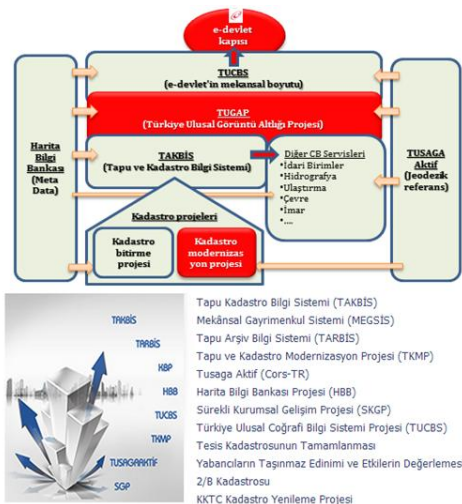 e-devlet
kapısı
TUCBS
(e-devlet'in mekansal boyutu)
TUGAP
(Türkiye Ulusal Görüntü Altlığı Projesi)
Harita
Bilgi
Bankası
(Meta
Data)
TAKBİS
(Tapu ve Kadastro Bilgi Sistemi)
Diğer CB Servisleri
•İdari Birimler
•Hidrografya
•Ulaştırma
•Çevre
•İmar
•....
TUSAGA
Aktif
(Jeodezik
referans)
Kadastro projeleri
Kadastro
bitirme
projesi
Kadastro
modernizas
yon projesi
TAKBİS
TARBİS
KBP
HBB
TUCBS
TKMP
TUSAGAAKTİF
SGP
Tapu Kadastro Bilgi Sistemi (TAKBİS)
Mekânsal Gayrimenkul Sistemi (MEGSİS)
Tapu Arşiv Bilgi Sistemi (TARBİS)
Tapu ve Kadastro Modernizasyon Projesi (TKMP)
Tusaga Aktif (Cors-TR)
Harita Bilgi Bankası Projesi (HBB)
Sürekli Kurumsal Gelişim Projesi (SKGP)
Türkiye Ulusal Coğrafi Bilgi Sistemi Projesi (TUCBS)
Tesis Kadastrosunun Tamamlanması
Yabancıların Taşınmaz Edinimi ve Etkilerin Değerlemes
2/B Kadastrosu
KKTC Kadastro Yenileme Projesi